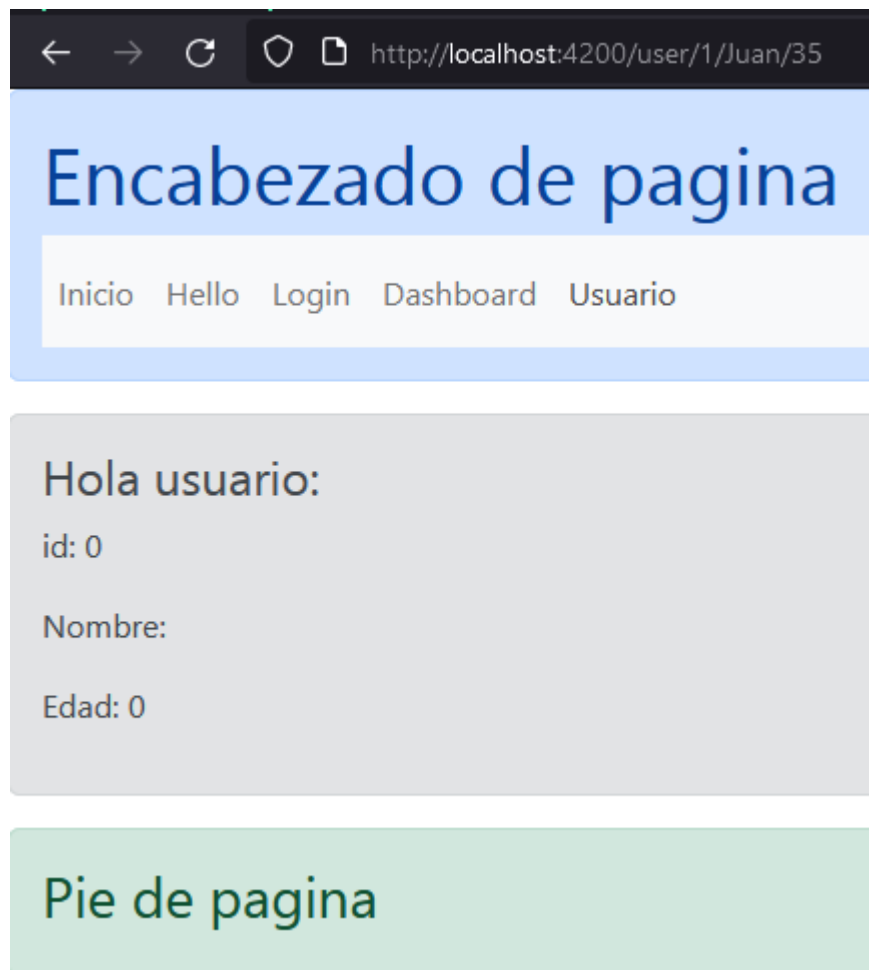 http://localhost:4200/user/1/Juan/35
Encabezado de pagina
Inicio Hello Login Dashboard Usuario
Hola usuario:
id: 0
Nombre:
Edad: 0
Pie de pagina